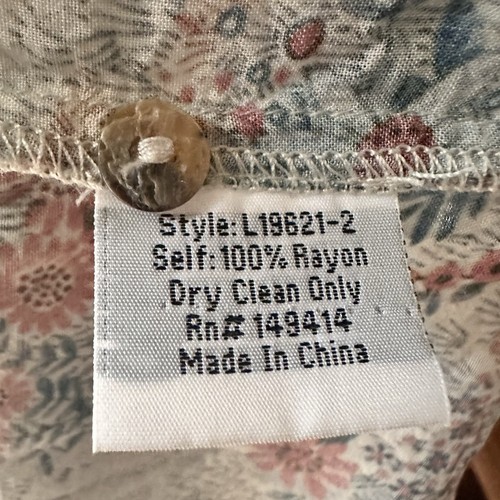 Style: L19621-2
Self: 100% Rayon
Dry Clean Only
Rn# 149414
Made In China